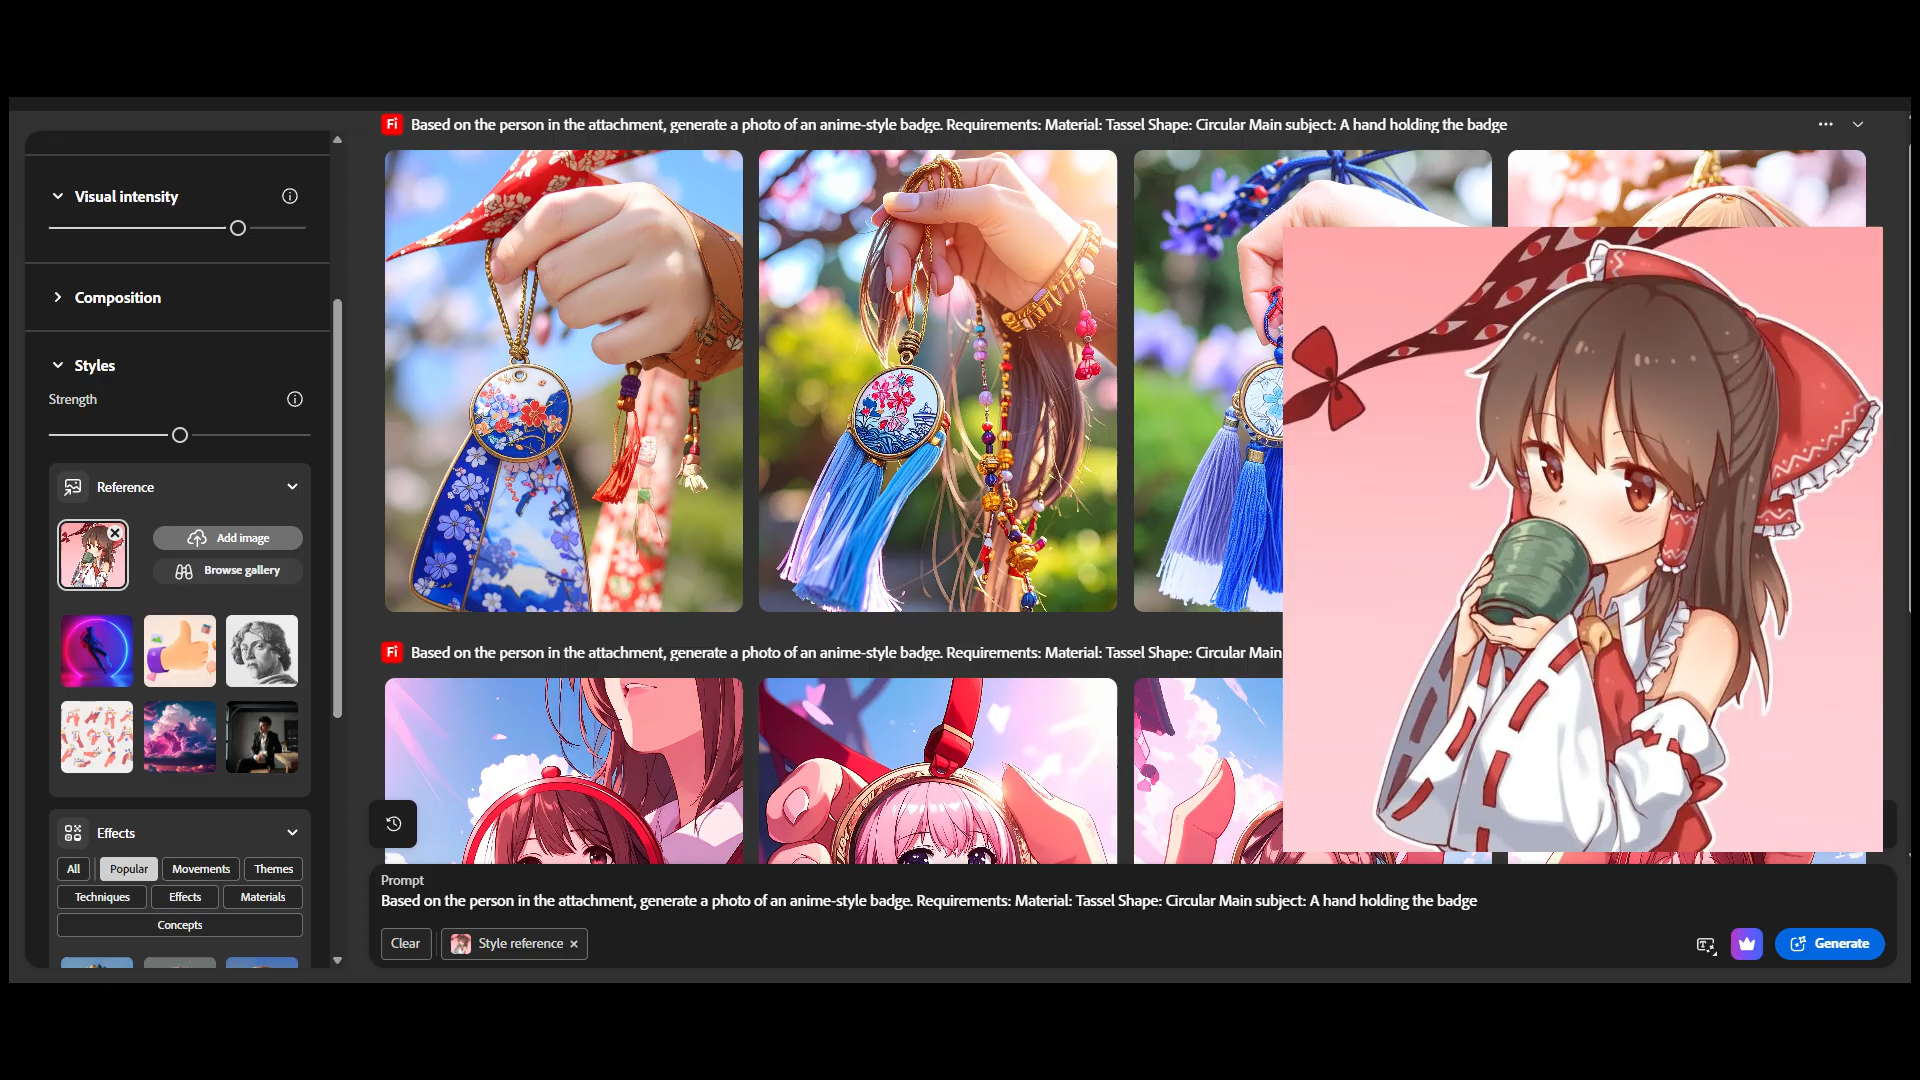 Fi Based on the person in the attachment, generate a photo of an anime-style badge. Requirements: Material: Tassel Shape: Circular Main subject: A hand holding the badge
Visual intensity
Composition
Styles
Strength
Reference
Add image
Browse gallery
Effects
All
Popular
Movements
Themes
Techniques
Effects
Materials
Concepts
Fi Based on the person in the attachment, generate a photo of an anime-style badge. Requirements: Material: Tassel Shape: Circular Main
Prompt
Based on the person in the attachment, generate a photo of an anime-style badge. Requirements: Material: Tassel Shape: Circular Main subject: A hand holding the badge
Clear
Style reference
Generate